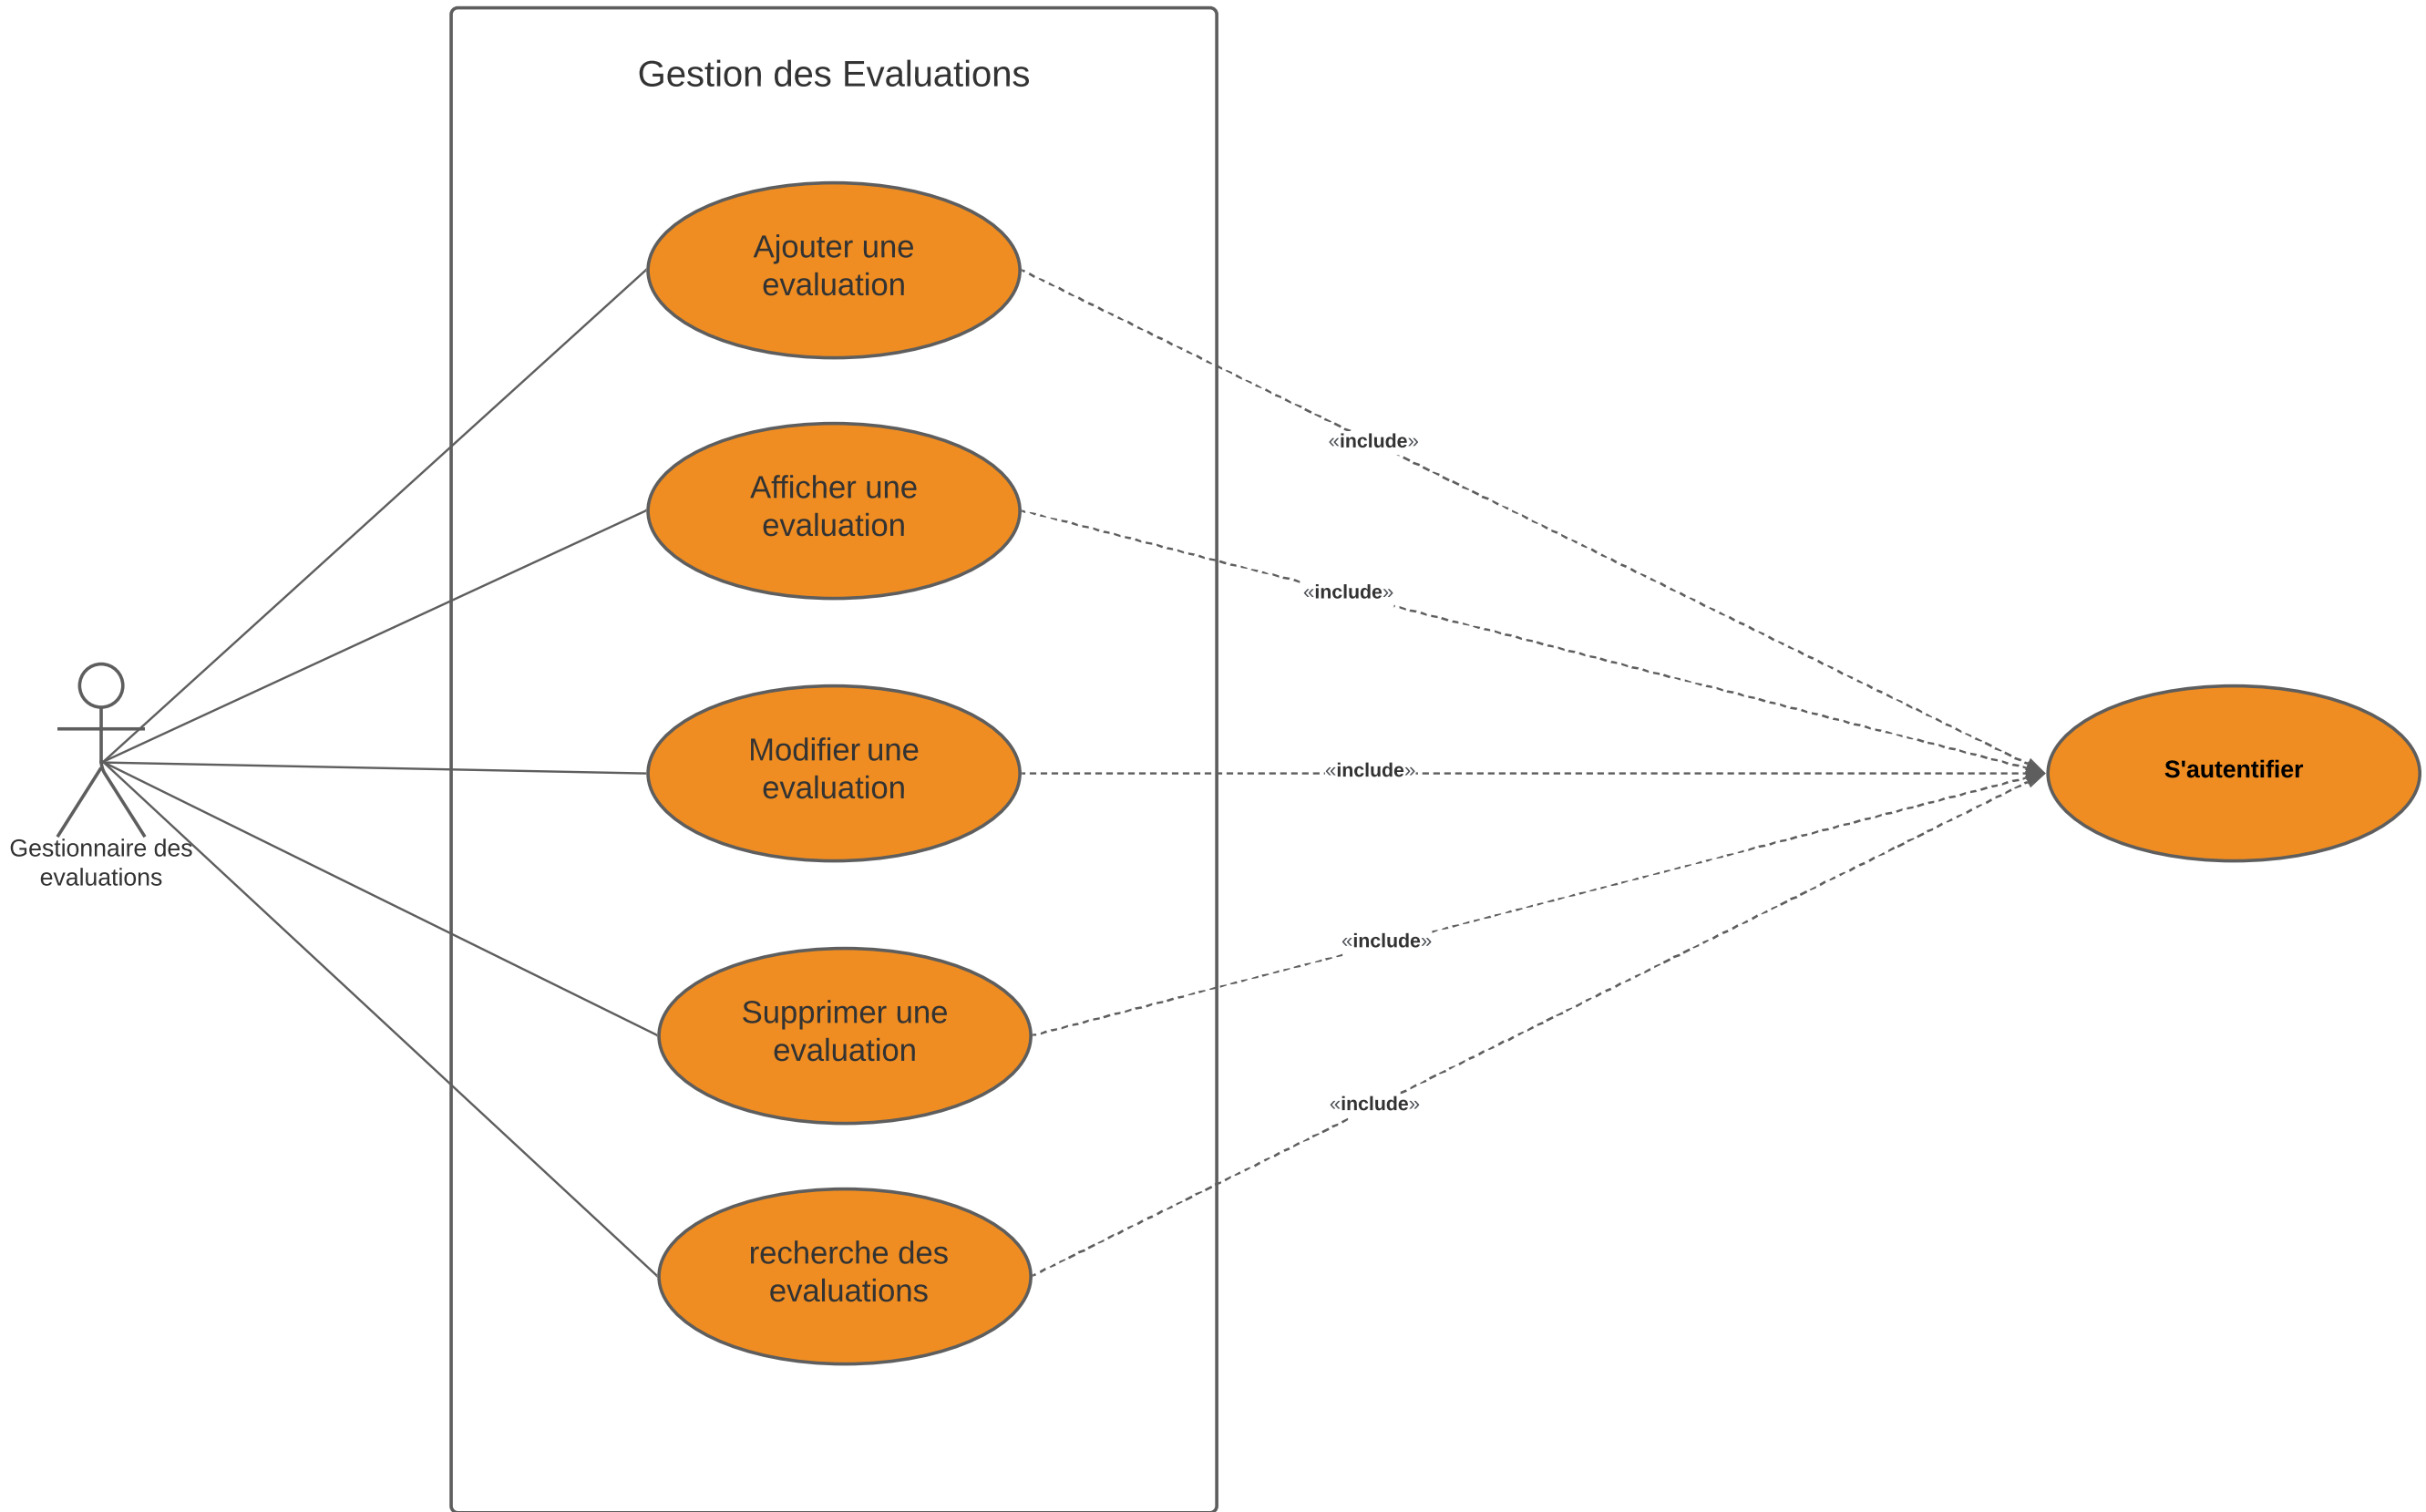 Gestion des Evaluations
Ajouter une
evaluation
«include»
Afficher une
evaluation
«include»
Modifier une
evaluation
«include»
S'autentifier
Gestionnaire des
evaluations
«include»
Supprimer une
evaluation
«include»
recherche des
evaluations